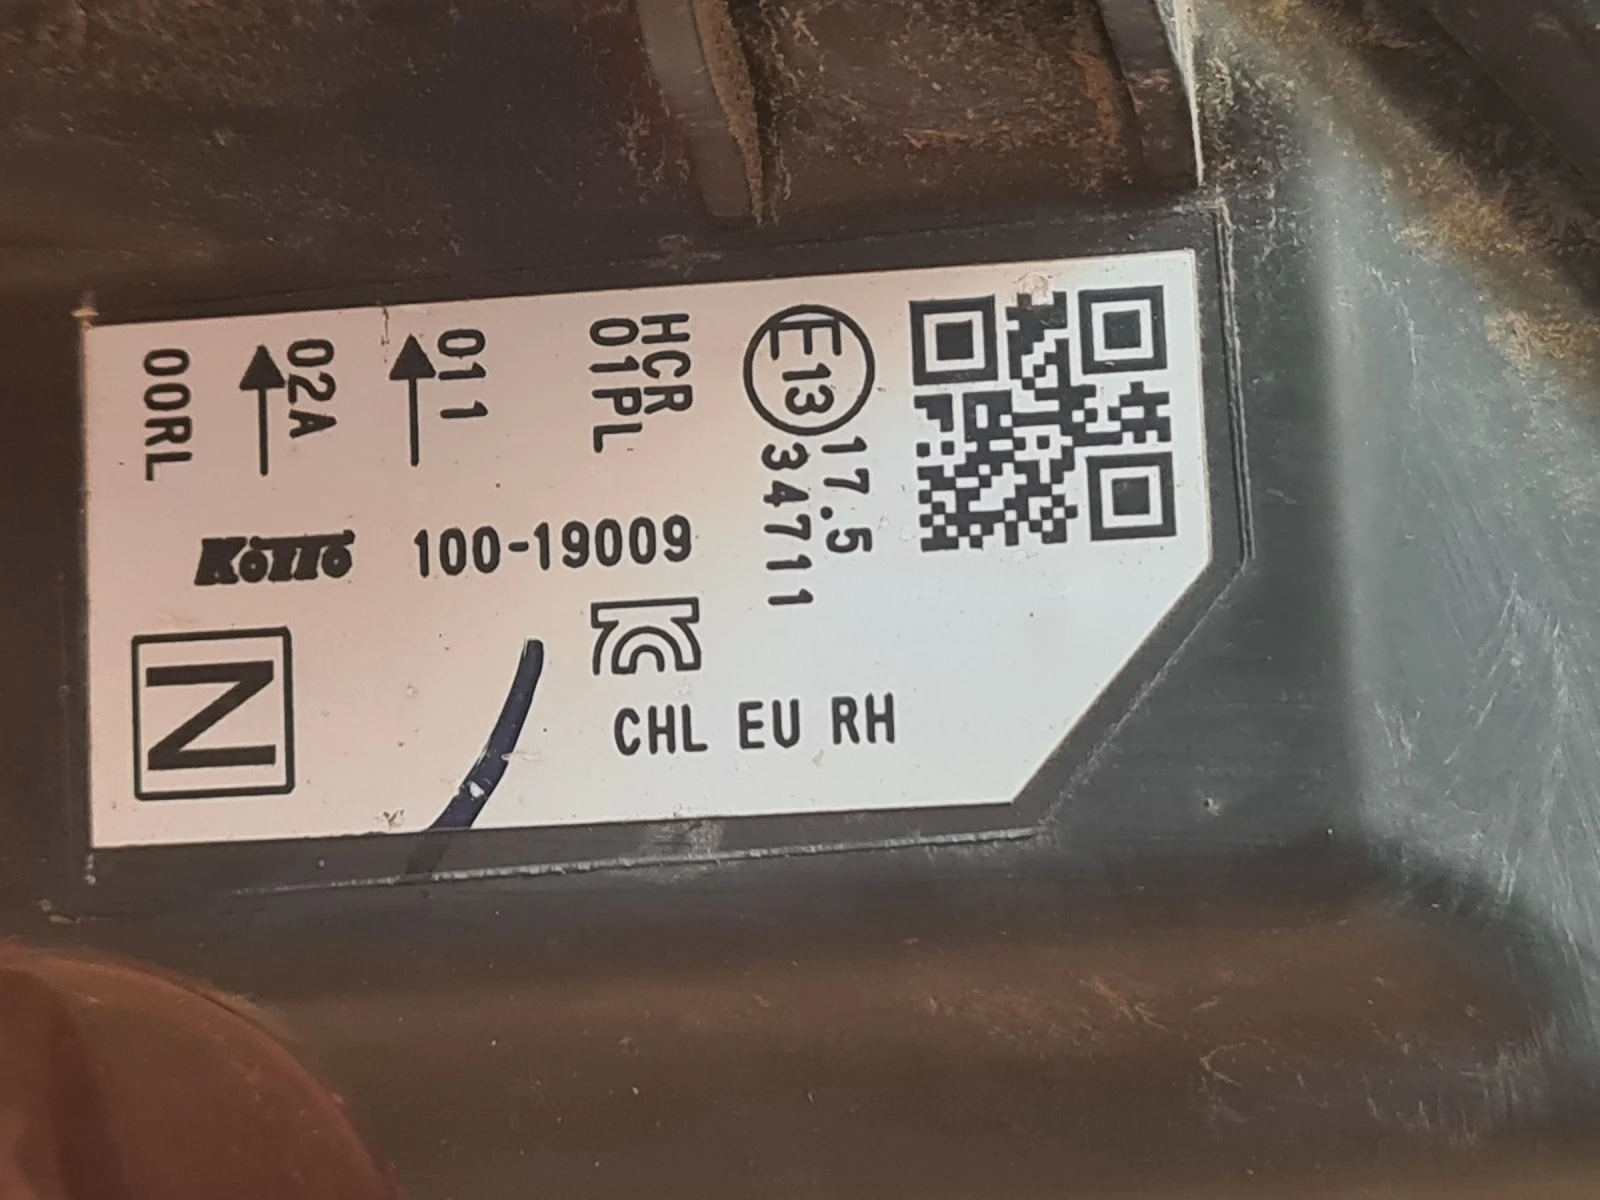 E13
17.5
34711
HCR
01PL
011
02A
00RL
KOITO 100-19009
N
CHL EU RH